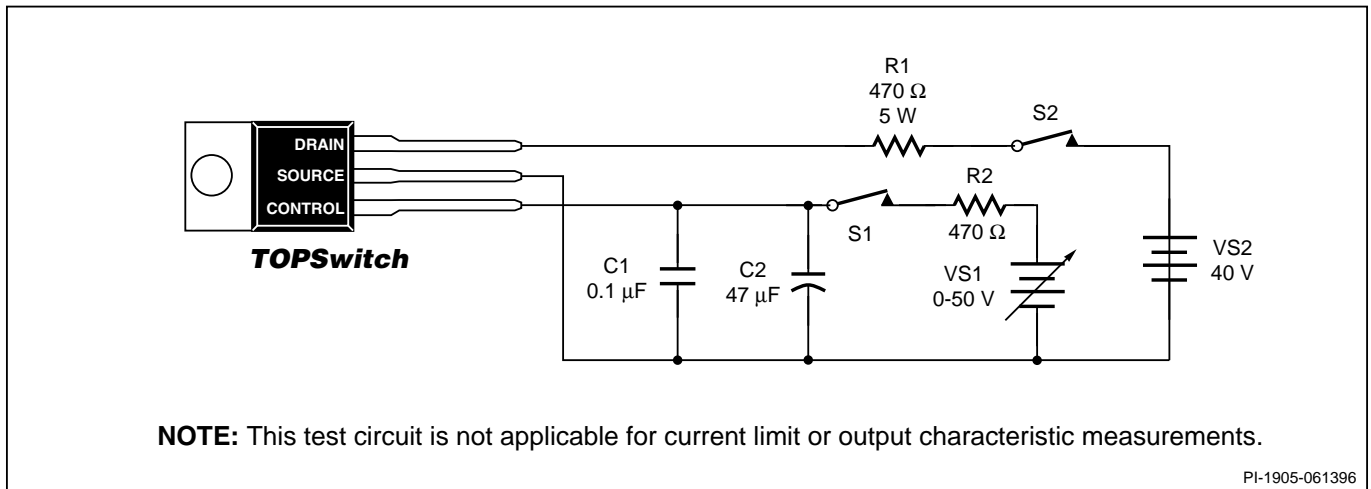 R1
470 Ω
5 W
S2
DRAIN
SOURCE
CONTROL
TOPSwitch
R2
470 Ω
S1
C1
0.1 µF
C2
47 µF
VS1
0-50 V
VS2
40 V
NOTE: This test circuit is not applicable for current limit or output characteristic measurements.
PI-1905-061396